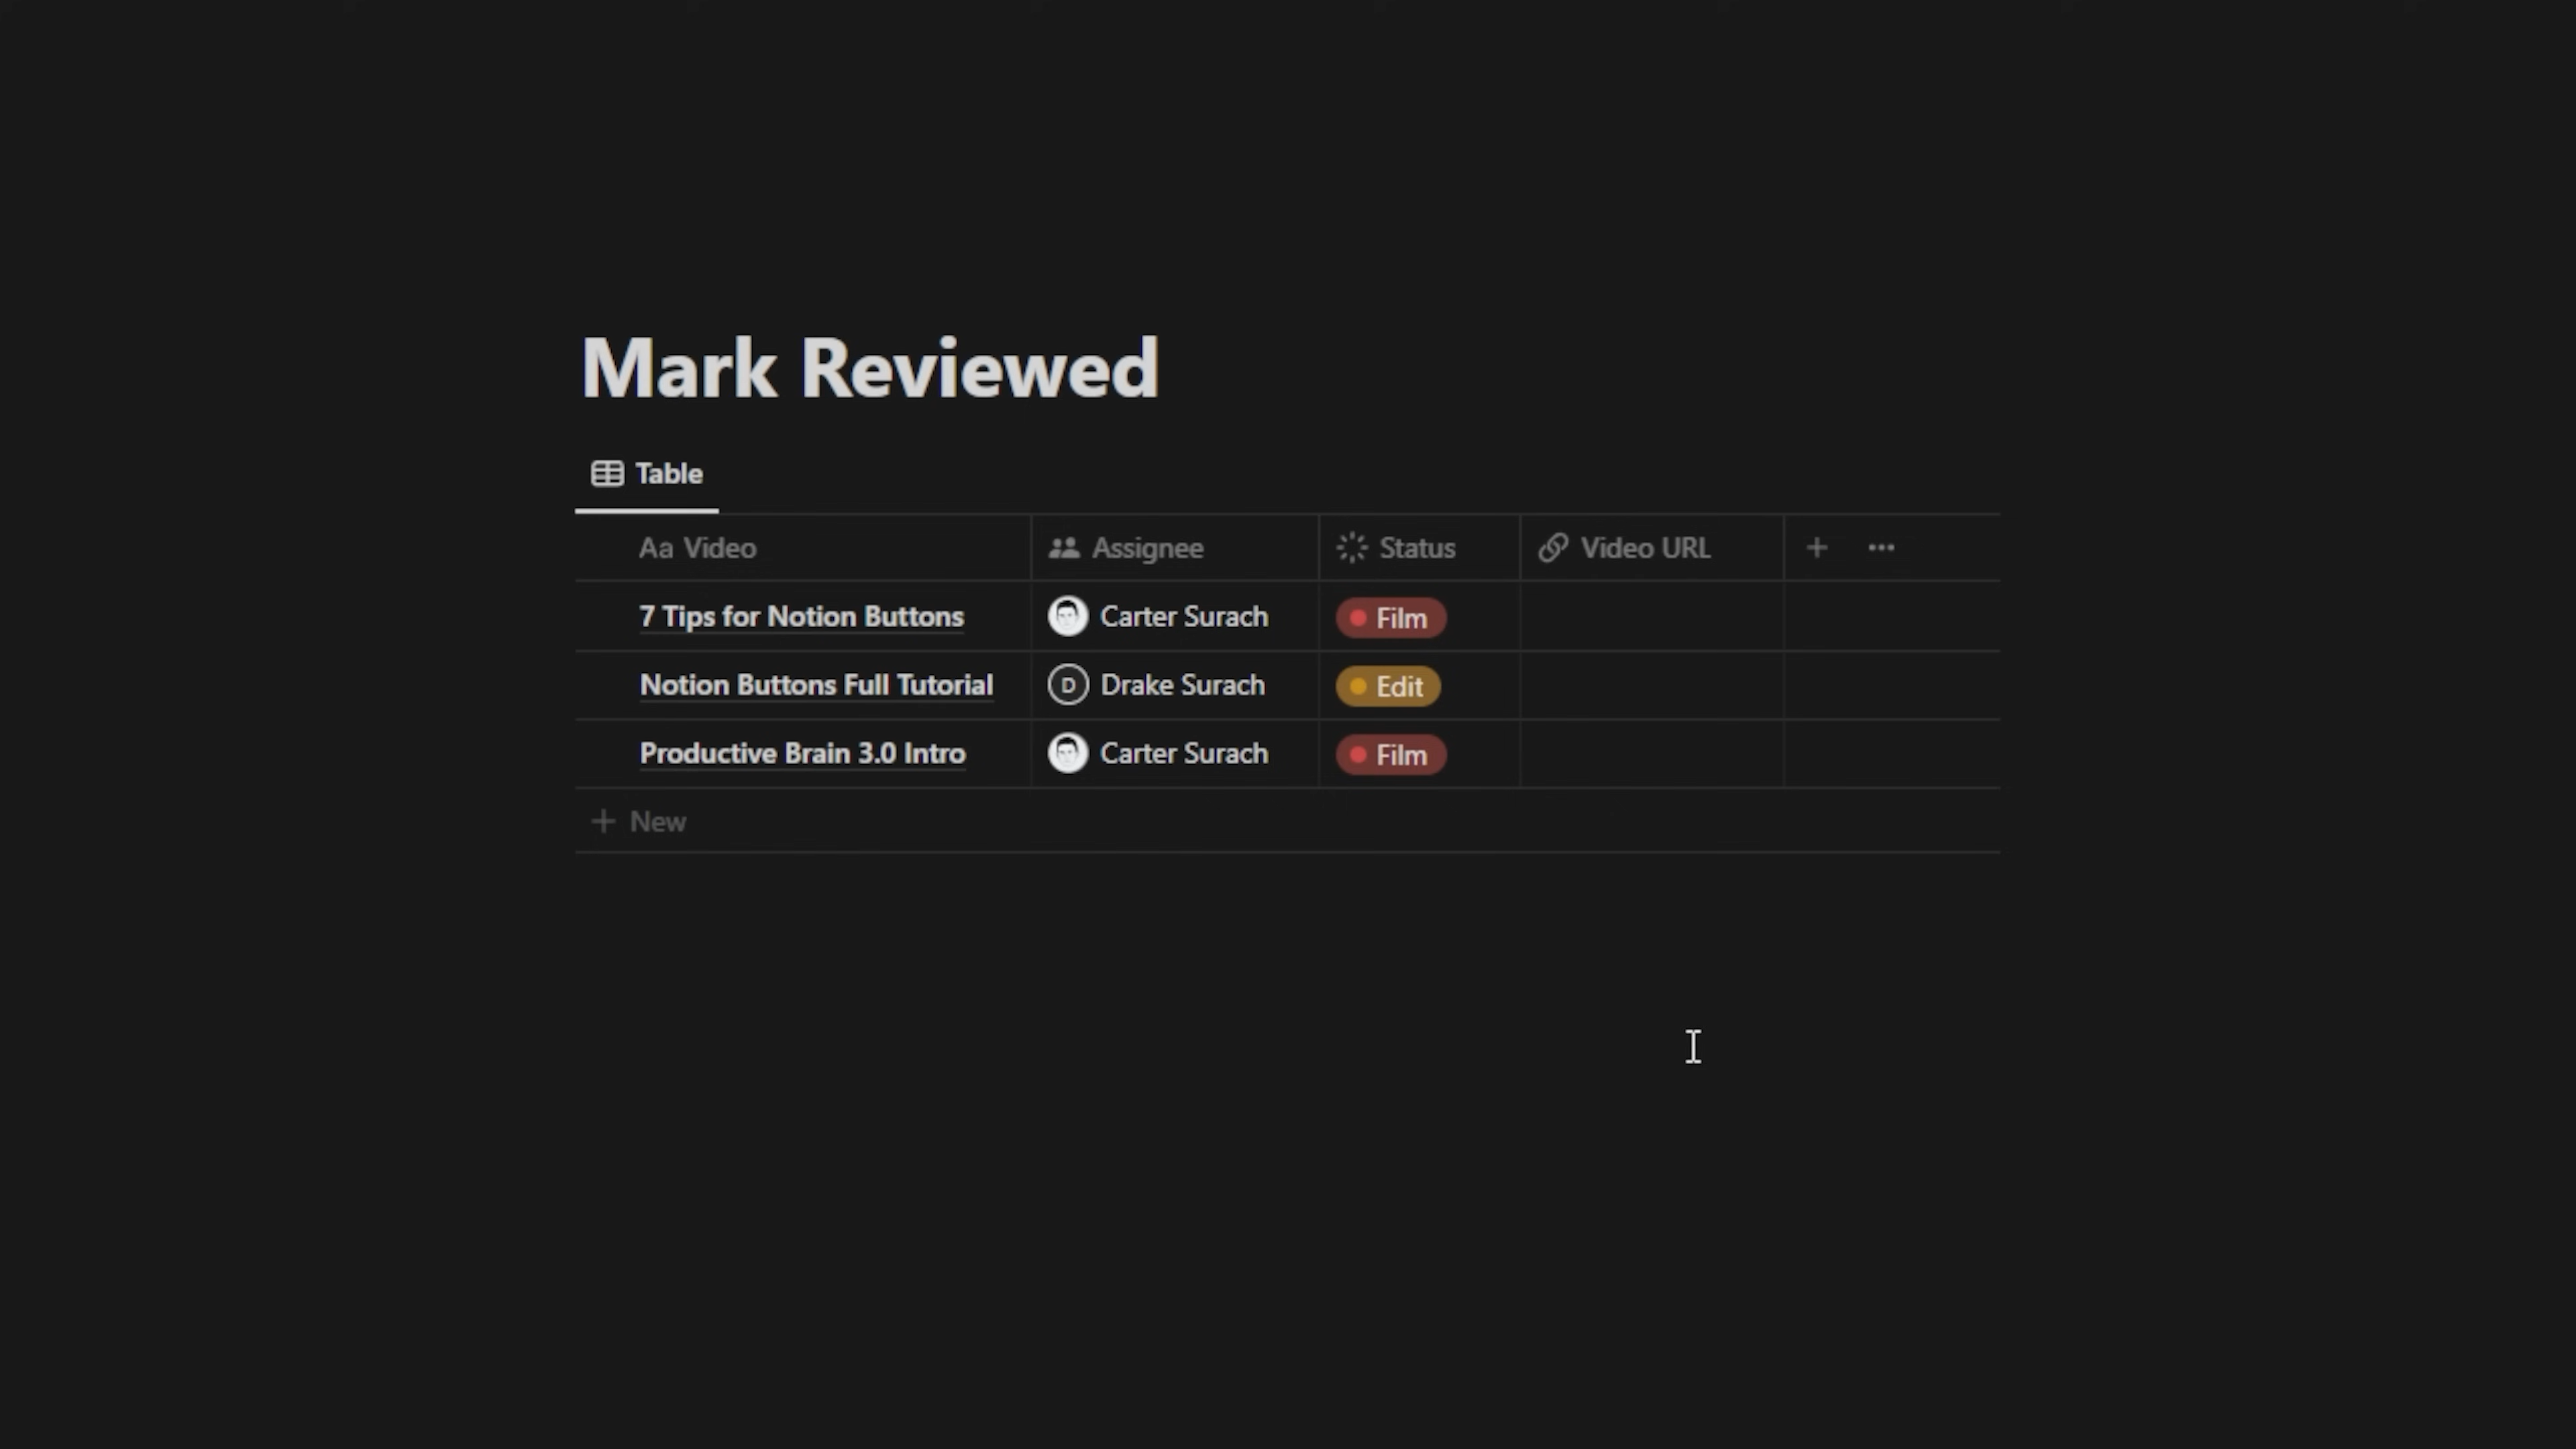 Mark Reviewed
Table
Aa Video Assignee Status Video URL
7 Tips for Notion Buttons Carter Surach Film
Notion Buttons Full Tutorial D Drake Surach Edit
Productive Brain 3.0 Intro Carter Surach Film
+ New